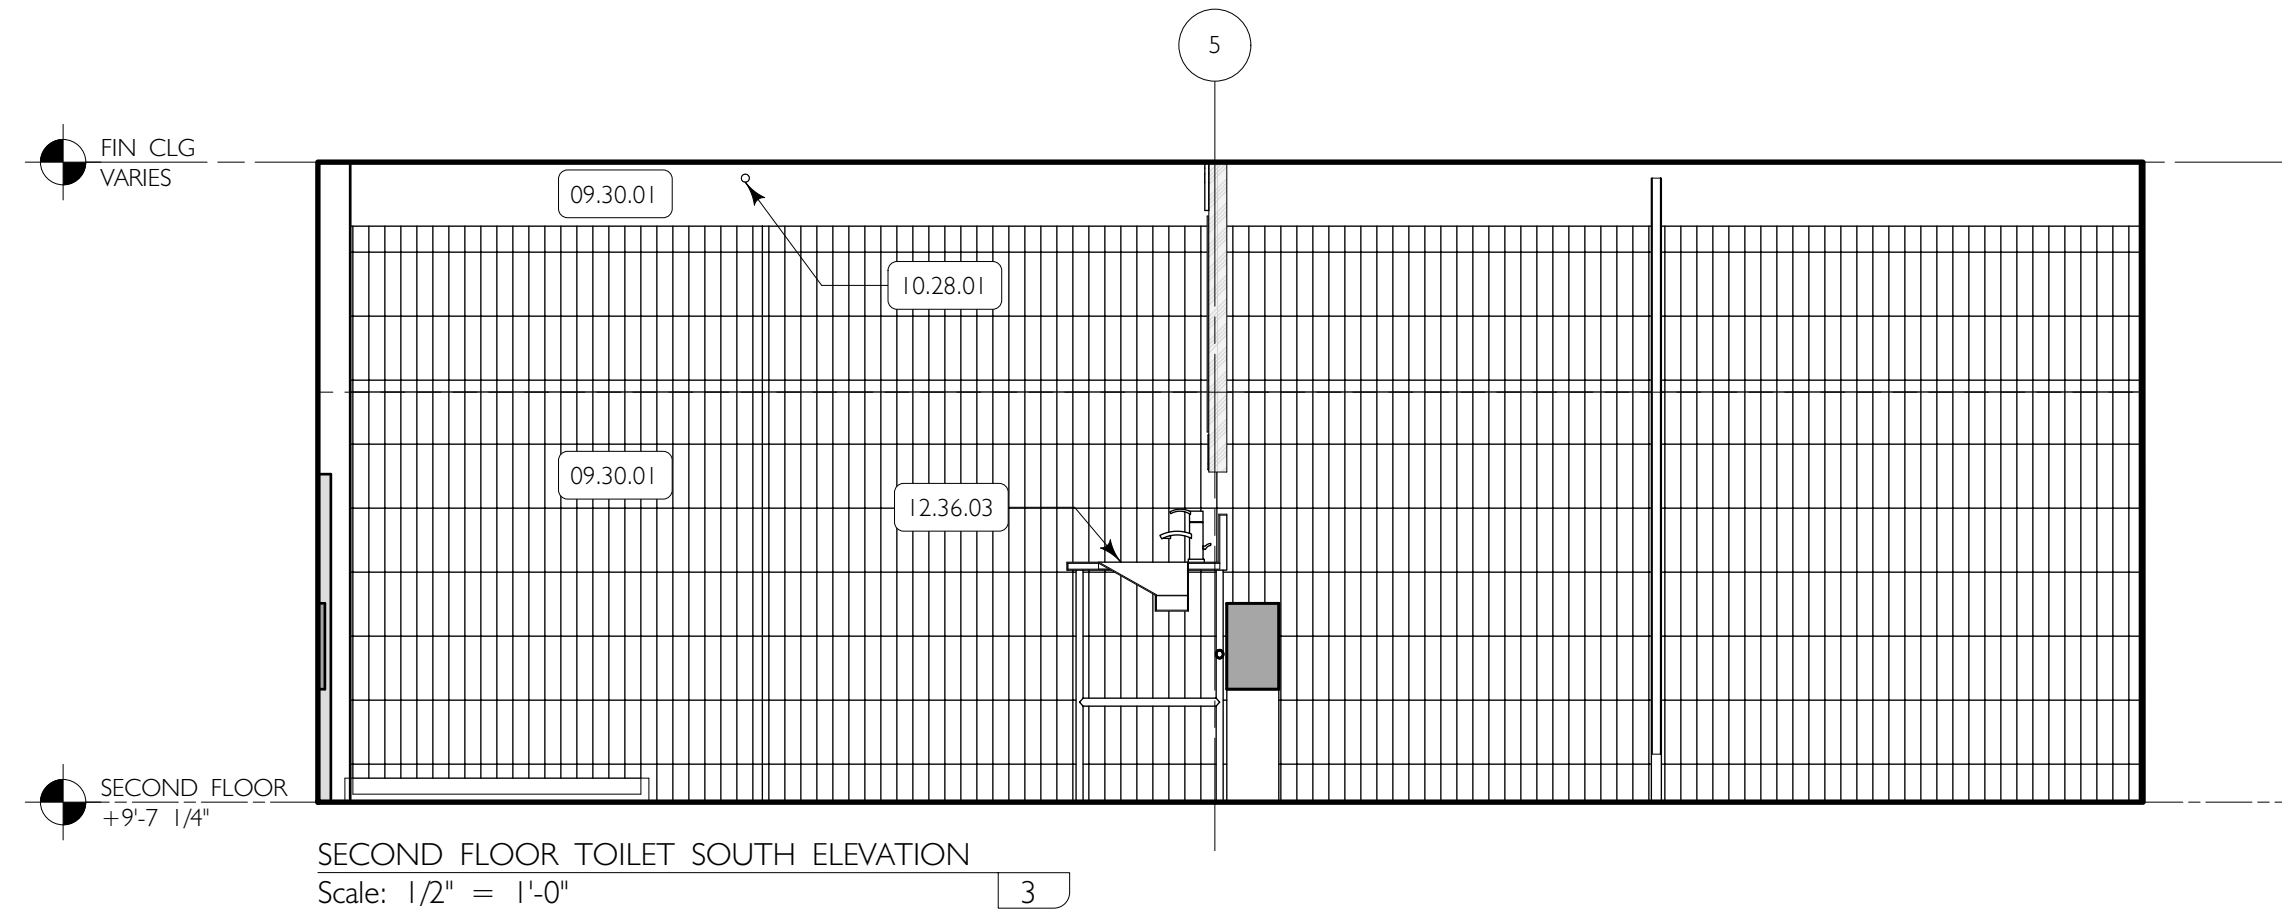 5
FIN CLG
VARIES
09.30.01
10.28.01
09.30.01
12.36.03
SECOND FLOOR
+9'-7 1/4"
SECOND FLOOR TOILET SOUTH ELEVATION
Scale: 1/2" = 1'-0"
3